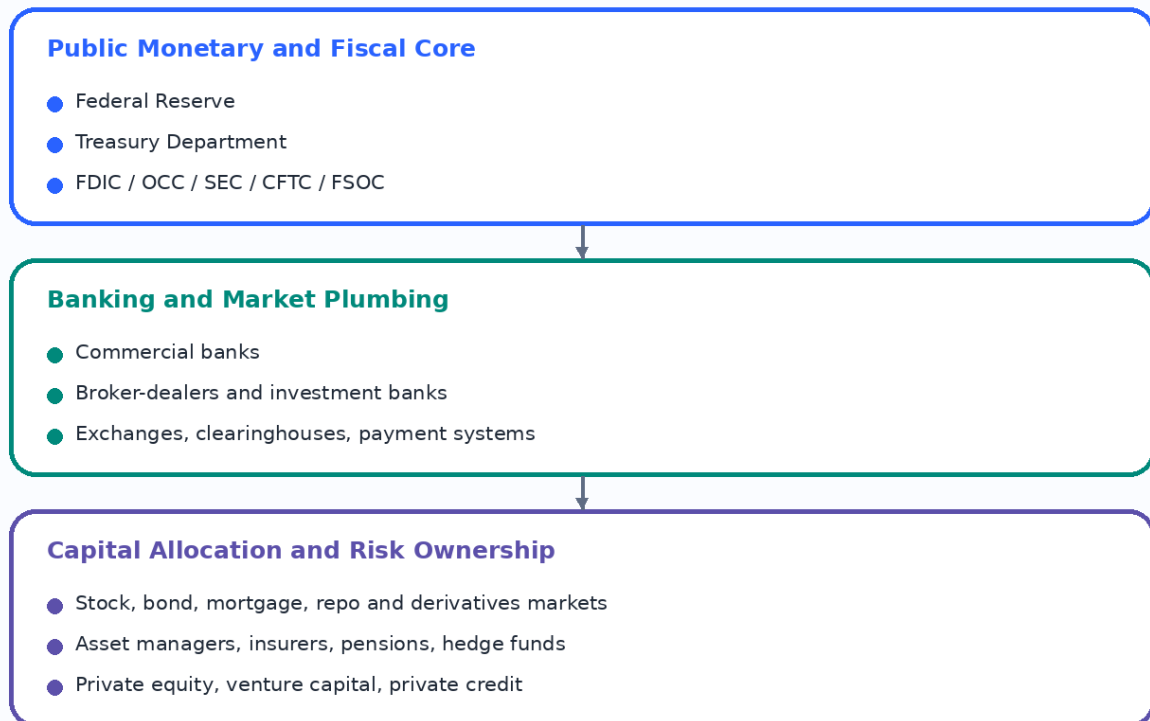 Public Monetary and Fiscal Core
Federal Reserve
Treasury Department
FDIC / OCC / SEC / CFTC / FSOC
Banking and Market Plumbing
Commercial banks
Broker-dealers and investment banks
Exchanges, clearinghouses, payment systems
Capital Allocation and Risk Ownership
Stock, bond, mortgage, repo and derivatives markets
Asset managers, insurers, pensions, hedge funds
Private equity, venture capital, private credit